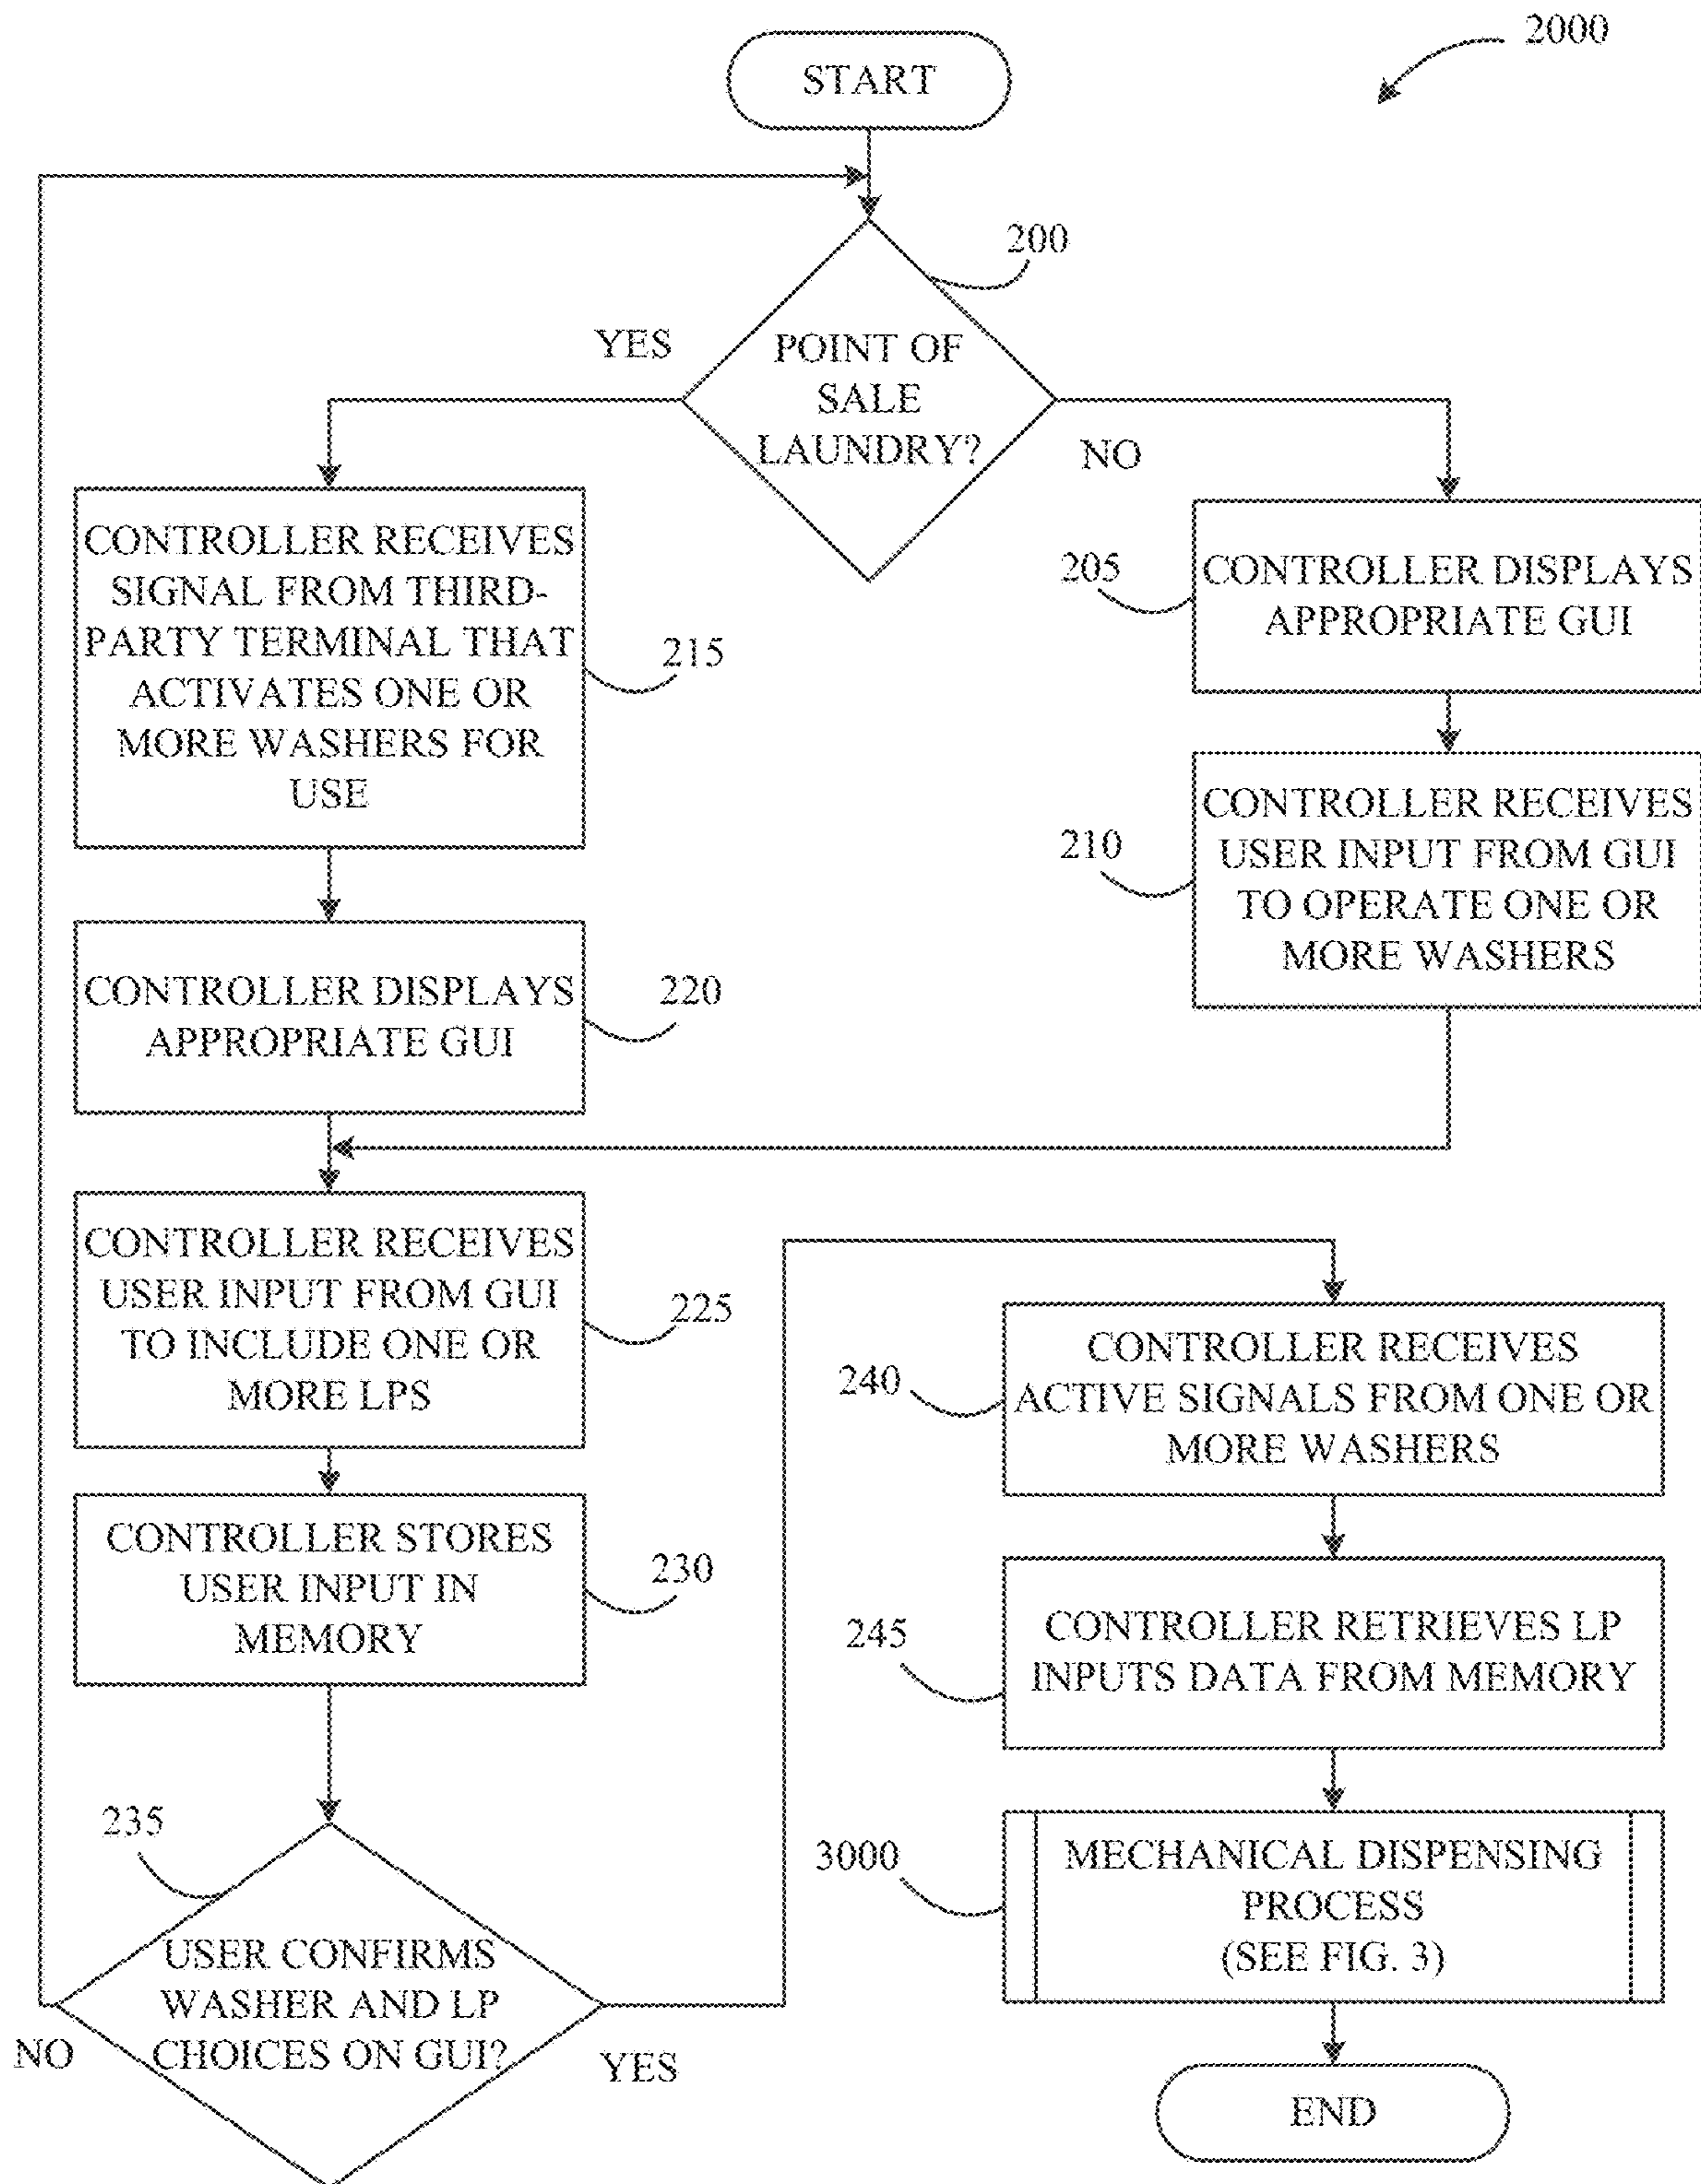 2000
START
200
YES
POINT OF
SALE
LAUNDRY?
NO
CONTROLLER RECEIVES
SIGNAL FROM THIRD-
PARTY TERMINAL THAT
ACTIVATES ONE OR
MORE WASHERS FOR
USE
215
205
CONTROLLER DISPLAYS
APPROPRIATE GUI
210
CONTROLLER RECEIVES
USER INPUT FROM GUI
TO OPERATE ONE OR
MORE WASHERS
CONTROLLER DISPLAYS
APPROPRIATE GUI
220
CONTROLLER RECEIVES
USER INPUT FROM GUI
TO INCLUDE ONE OR
MORE LPS
225
CONTROLLER STORES
USER INPUT IN
MEMORY
230
235
USER CONFIRMS
WASHER AND LP
CHOICES ON GUI?
NO
YES
240
CONTROLLER RECEIVES
ACTIVE SIGNALS FROM ONE OR
MORE WASHERS
245
CONTROLLER RETRIEVES LP
INPUTS DATA FROM MEMORY
3000
MECHANICAL DISPENSING
PROCESS
(SEE FIG. 3)
END